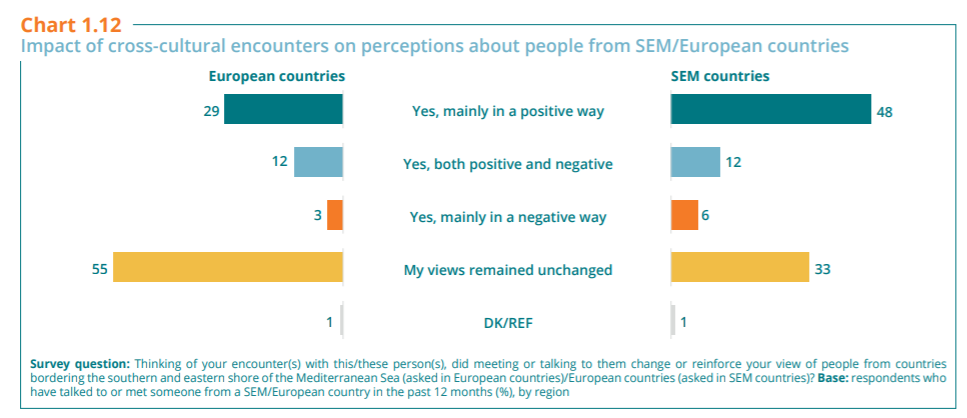 Chart 1.12
Impact of cross-cultural encounters on perceptions about people from SEM/European countries
European countries SEM countries
29 Yes, mainly in a positive way 48
12 Yes, both positive and negative 12
3 Yes, mainly in a negative way 6
55 My views remained unchanged 33
1 DK/REF 1
Survey question: Thinking of your encounter(s) with this/these person(s), did meeting or talking to them change or reinforce your view of people from countries
bordering the southern and eastern shore of the Mediterranean Sea (asked in European countries)/European countries (asked in SEM countries)? Base: respondents who
have talked to or met someone from a SEM/European country in the past 12 months (%), by region